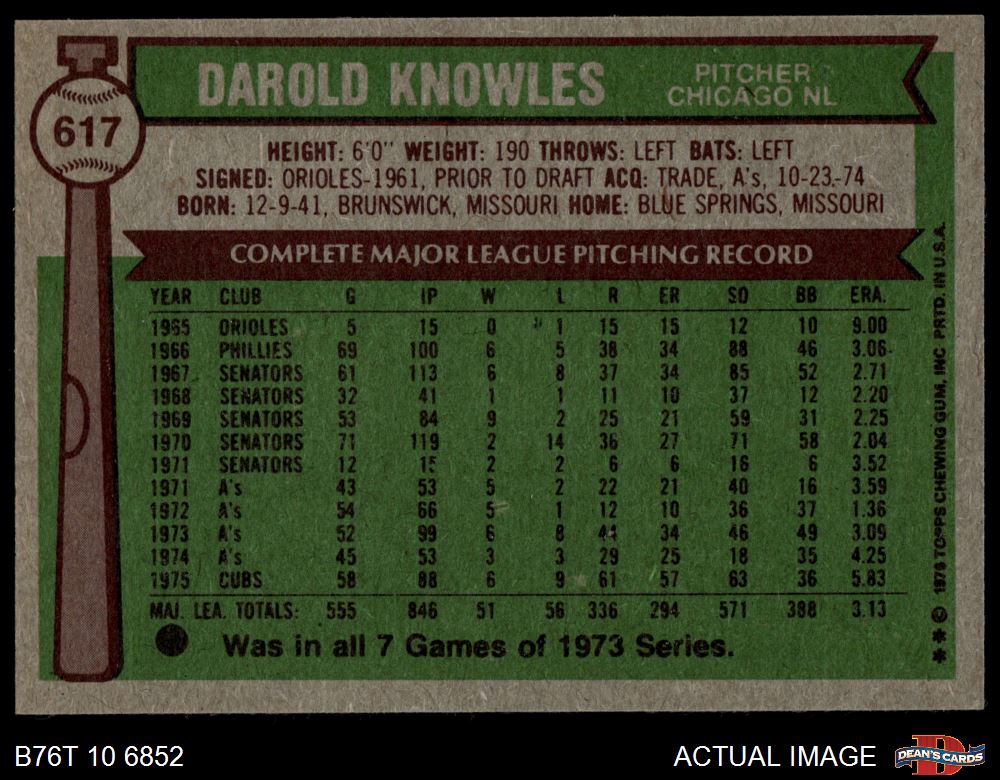 617
DAROLD KNOWLES
PITCHER
CHICAGO NL
HEIGHT: 6'0" WEIGHT: 190 THROWS: LEFT BATS: LEFT
SIGNED: ORIOLES-1961, PRIOR TO DRAFT ACQ: TRADE, A's, 10-23-74
BORN: 12-9-41, BRUNSWICK, MISSOURI HOME: BLUE SPRINGS, MISSOURI
COMPLETE MAJOR LEAGUE PITCHING RECORD
YEAR CLUB G IP W L R ER SO BB ERA.
1965 ORIOLES 5 15 0 1 15 15 12 10 9.00
1966 PHILLIES 69 100 6 5 38 34 88 46 3.06
1967 SENATORS 61 113 6 8 37 34 85 52 2.71
1968 SENATORS 32 41 1 1 11 10 37 12 2.20
1969 SENATORS 53 84 9 2 25 21 59 31 2.25
1970 SENATORS 71 119 2 14 36 27 71 58 2.04
1971 SENATORS 12 15 2 2 6 6 16 6 3.52
1971 A's 43 53 5 2 22 21 40 16 3.59
1972 A's 54 66 5 1 12 10 36 37 1.36
1973 A's 52 99 6 8 44 34 46 49 3.09
1974 A's 45 53 3 3 29 25 18 35 4.25
1975 CUBS 58 88 6 9 61 57 63 36 5.83
MAJ. LEA. TOTALS: 555 846 51 56 336 294 571 388 3.13
Was in all 7 Games of 1973 Series.
* * © 1976 TOPPS CHEWING GUM, INC PRTD. IN U.S.A.
B76T 10 6852
ACTUAL IMAGE
DEAN'S CARDS